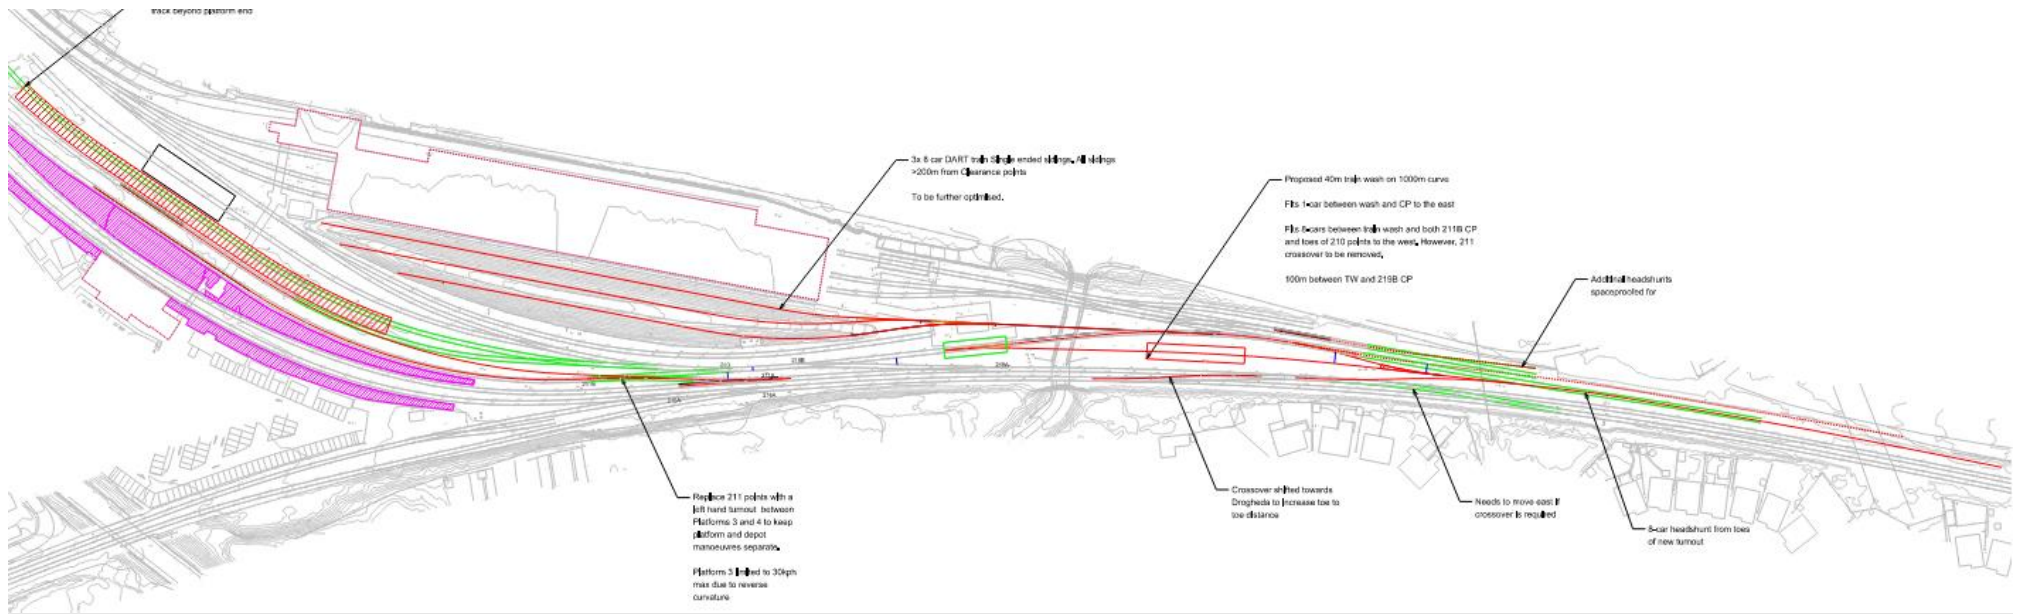 track beyond platform end
3x 8 car DART train Single ended sidings. All sidings
>200m from Clearance points
To be further optimised.
Proposed 40m train wash on 1000m curve
Fits 1-car between wash and CP to the east
Fits 8-cars between train wash and both 211B CP
and toes of 210 points to the west. However, 211
crossover to be removed.
100m between TW and 219B CP
Additinal headshunts
spaceproofed for
Replace 211 points with a
left hand turnout between
Platforms 3 and 4 to keep
platform and depot
manoeuvres separate.
Platform 3 limited to 30kph
max due to reverse
curvature
Crossover shifted towards
Drogheda to increase toe to
toe distance
Needs to move east if
crossover is required
8-car headshunt from toes
of new turnout